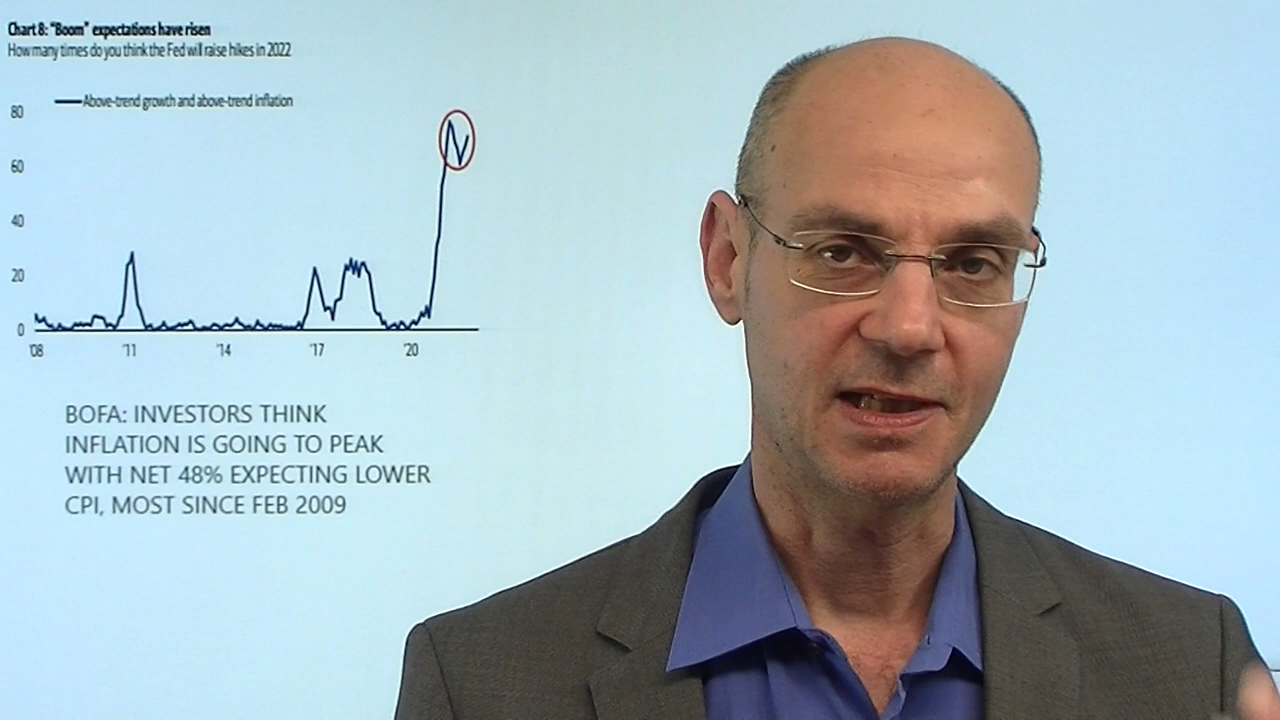 Chart 8: "Boom" expectations have risen
How many times do you think the Fed will raise hikes in 2022
Above-trend growth and above-trend inflation
80
60
40
20
0
'08 '11 '14 '17 '20
BOFA: INVESTORS THINK
INFLATION IS GOING TO PEAK
WITH NET 48% EXPECTING LOWER
CPI, MOST SINCE FEB 2009